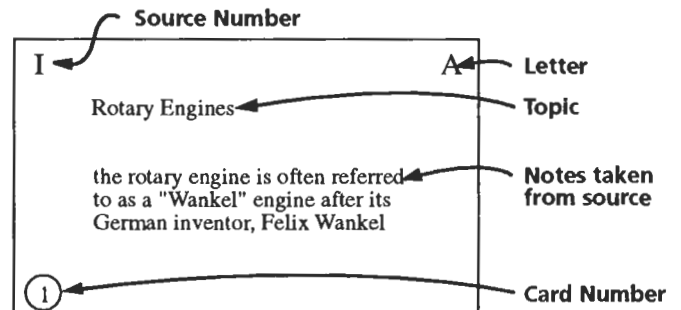 Source Number
I
A
Letter
Rotary Engines
Topic
the rotary engine is often referred
to as a "Wankel" engine after its
German inventor, Felix Wankel
Notes taken
from source
1
Card Number